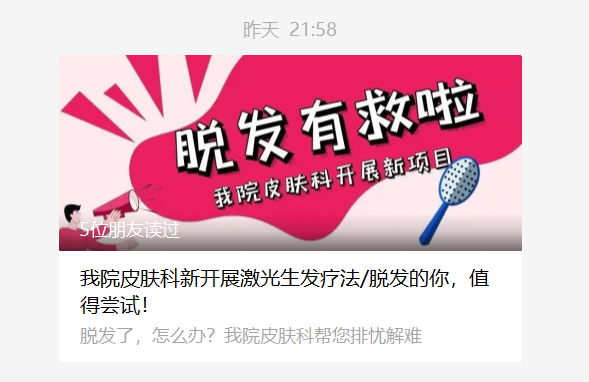 昨天 21:58
脱发有救啦
我院皮肤科开展新项目
5位朋友读过
我院皮肤科新开展激光生发疗法/脱发的你，值
得尝试！
脱发了，怎么办？我院皮肤科帮您排忧解难